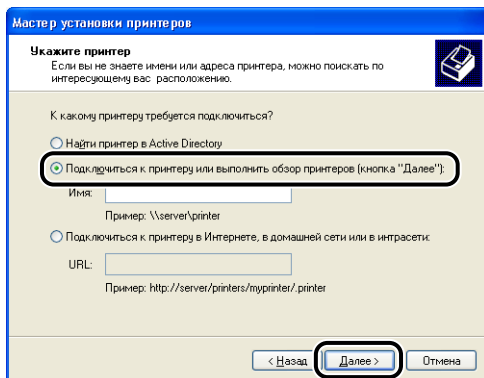 Мастер установки принтеров
Укажите принтер
Если вы не знаете имени или адреса принтера, можно поискать по
интересующему вас расположению.
К какому принтеру требуется подключиться?
Найти принтер в Active Directory
Подключиться к принтеру или выполнить обзор принтеров (кнопка "Далее"):
Имя:
Пример: \\server\printer
Подключиться к принтеру в Интернете, в домашней сети или в интрасети:
URL:
Пример: http://server/printers/myprinter/.printer
< Назад Далее > Отмена